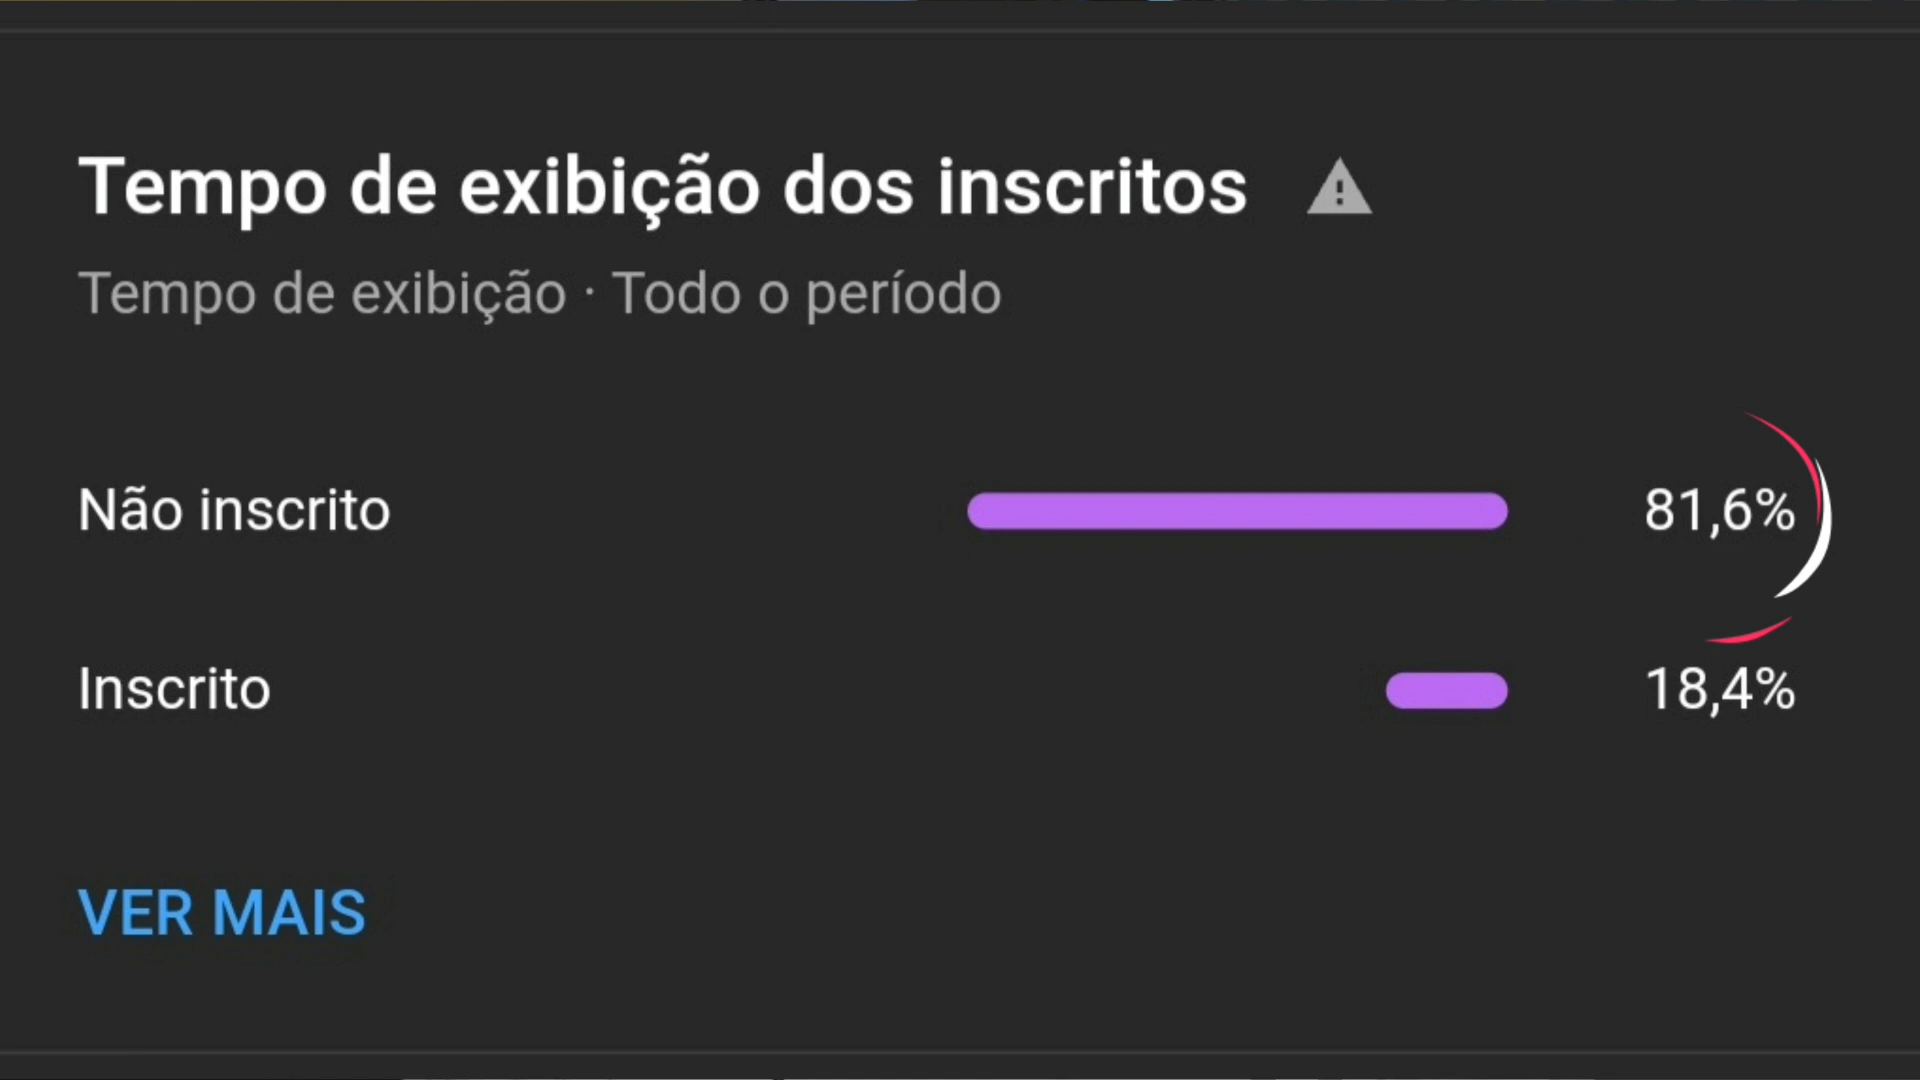 Tempo de exibição dos inscritos
Tempo de exibição · Todo o período
Não inscrito 81,6%
Inscrito 18,4%
VER MAIS